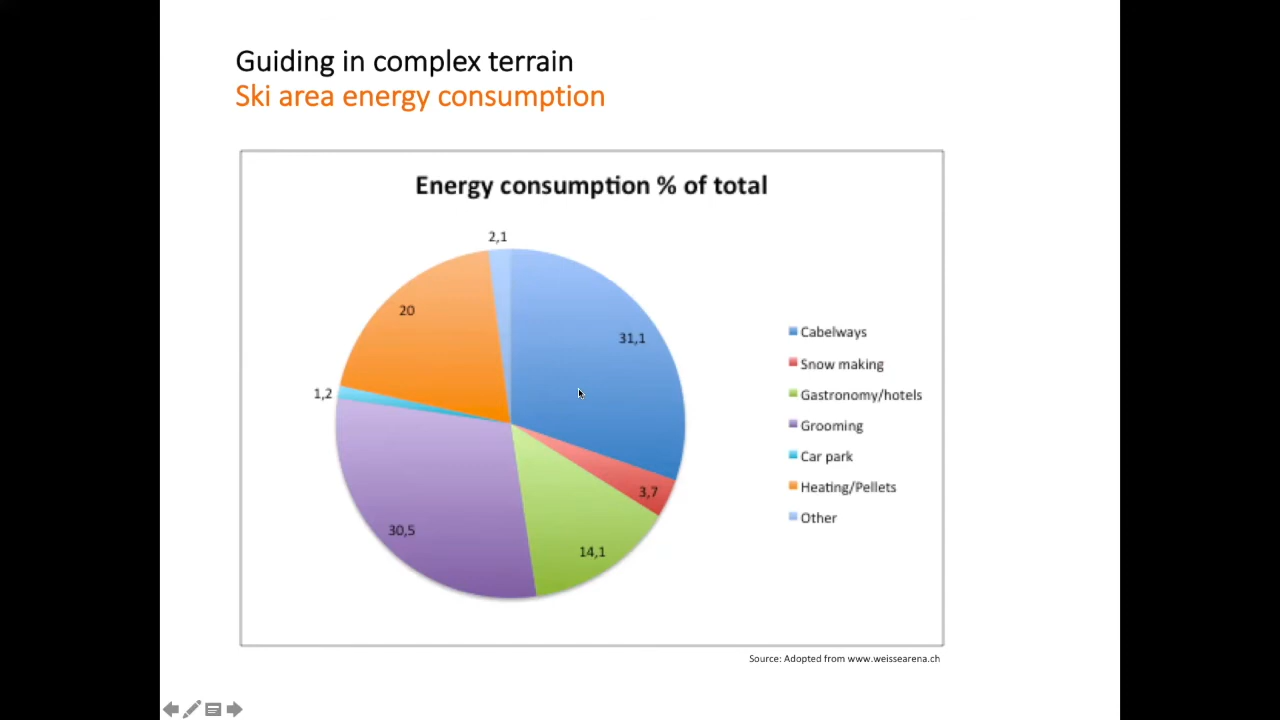 Guiding in complex terrain
Ski area energy consumption
Energy consumption % of total
2,1
20
31,1
1,2
3,7
30,5
14,1
Cabelways
Snow making
Gastronomy/hotels
Grooming
Car park
Heating/Pellets
Other
Source: Adopted from www.weissearena.ch